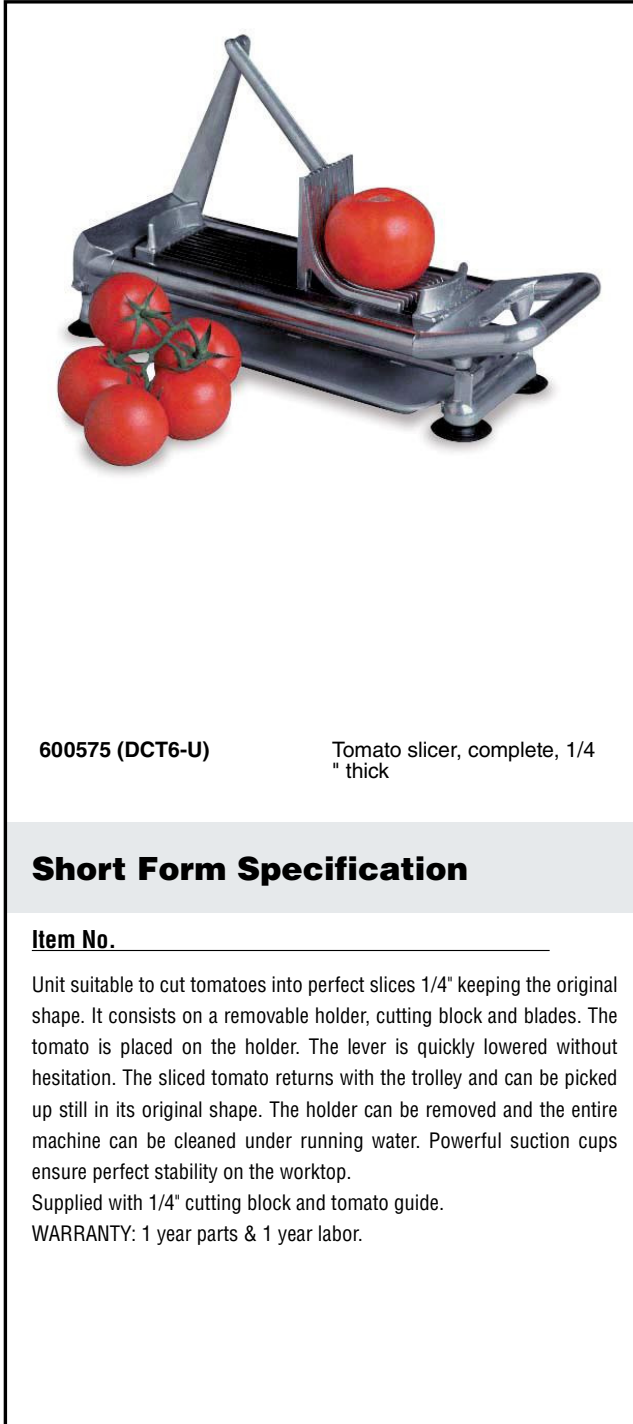 600575 (DCT6-U)
Tomato slicer, complete, 1/4
" thick
Short Form Specification
Item No.
Unit suitable to cut tomatoes into perfect slices 1/4" keeping the original
shape. It consists on a removable holder, cutting block and blades. The
tomato is placed on the holder. The lever is quickly lowered without
hesitation. The sliced tomato returns with the trolley and can be picked
up still in its original shape. The holder can be removed and the entire
machine can be cleaned under running water. Powerful suction cups
ensure perfect stability on the worktop.
Supplied with 1/4" cutting block and tomato guide.
WARRANTY: 1 year parts & 1 year labor.